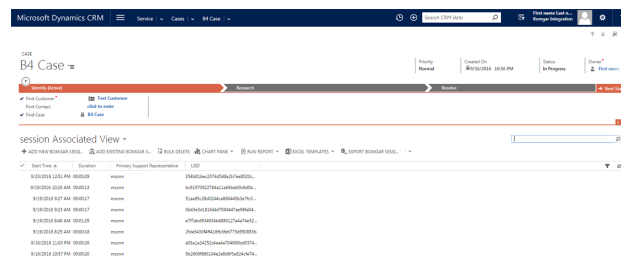 Microsoft Dynamics CRM Service Cases B4 Case Search CRM data First name Last n...
Bomgar Integration
CASE
B4 Case
Priority Created On Status Owner*
Normal 9/16/2016 10:56 PM In Progress First name
Identify (Active) Research Resolve Next Sta
Find Customer* Test Customer
Find Contact click to enter
Find Case B4 Case
session Associated View
ADD NEW BOMGAR SESSI... ADD EXISTING BOMGAR S... BULK DELETE CHART PANE RUN REPORT EXCEL TEMPLATES EXPORT BOMGAR SESSI...
Start Time Duration Primary Support Representative LSID
9/23/2016 12:51 PM 00:00:29 mscrm
9/19/2016 10:26 AM 00:00:13 mscrm
9/19/2016 9:27 AM 00:00:17 mscrm
9/19/2016 9:23 AM 00:00:17 mscrm
9/19/2016 8:46 AM 00:01:29 mscrm
9/19/2016 8:25 AM 00:00:18 mscrm
9/16/2016 11:03 PM 00:00:20 mscrm
9/16/2016 10:57 PM 00:00:20 mscrm